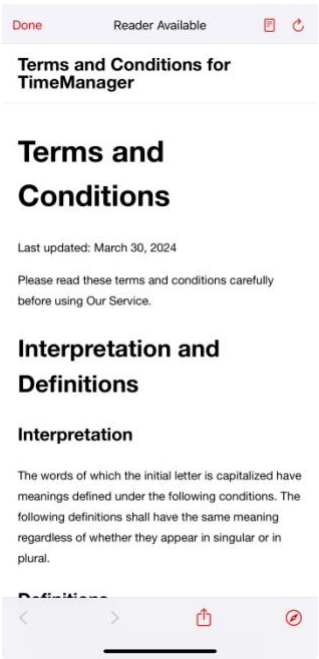 Done Reader Available
Terms and Conditions for
TimeManager
Terms and
Conditions
Last updated: March 30, 2024
Please read these terms and conditions carefully
before using Our Service.
Interpretation and
Definitions
Interpretation
The words of which the initial letter is capitalized have
meanings defined under the following conditions. The
following definitions shall have the same meaning
regardless of whether they appear in singular or in
plural.
Definitions